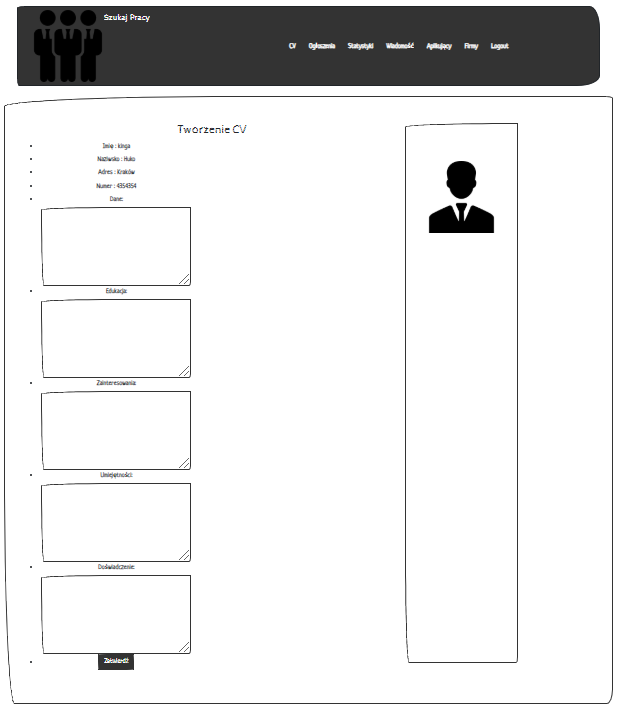 Szukaj Pracy
CV Ogłoszenia Statystyki Wiadomość Aplikujący Firmy Logout
Tworzenie CV
Imię : kinga
Nazwisko : Huko
Adres : Kraków
Numer : 4354354
Dane:
Edukacja:
Zainteresowania:
Umiejętności:
Doświadczenie:
Zatwierdź